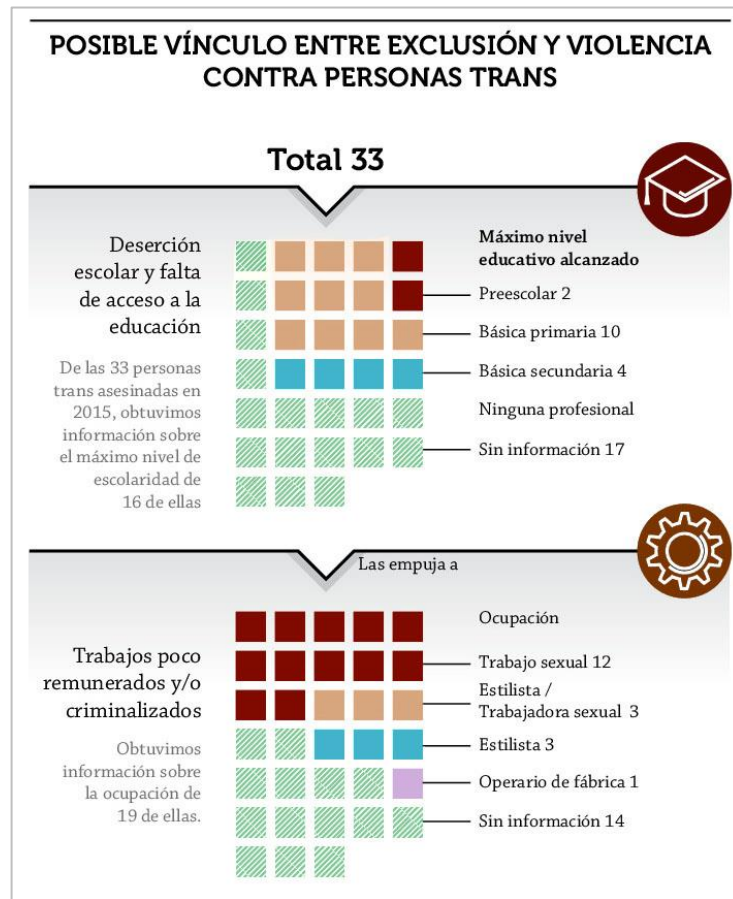 POSIBLE VÍNCULO ENTRE EXCLUSIÓN Y VIOLENCIA
CONTRA PERSONAS TRANS
Total 33
Deserción
escolar y falta
de acceso a la
educación
De las 33 personas
trans asesinadas en
2015, obtuvimos
información sobre
el máximo nivel de
escolaridad de
16 de ellas
Máximo nivel
educativo alcanzado
Preescolar 2
Básica primaria 10
Básica secundaria 4
Ninguna profesional
Sin información 17
Las empuja a
Trabajos poco
remunerados y/o
criminalizados
Obtuvimos
información sobre
la ocupación de
19 de ellas.
Ocupación
Trabajo sexual 12
Estilista /
Trabajadora sexual 3
Estilista 3
Operario de fábrica 1
Sin información 14